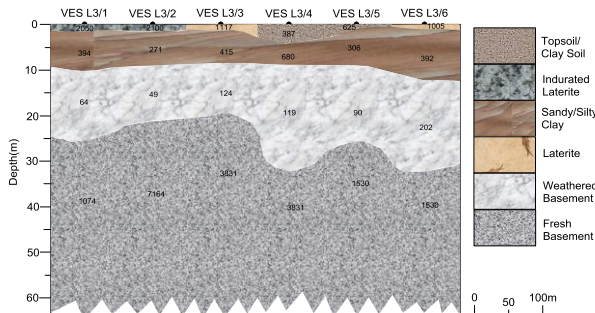 VES L3/1 VES L3/2 VES L3/3 VES L3/4 VES L3/5 VES L3/6
0
2050 2100 1117 387 625 1005
394 271 415 680 306 392
10
64 49 124 119 90 202
20
30
1074 7164 3831 3831 1530 1530
40
50
60
Depth(m)
Topsoil/
Clay Soil
Indurated
Laterite
Sandy/Silty
Clay
Laterite
Weathered
Basement
Fresh
Basement
0 50 100m